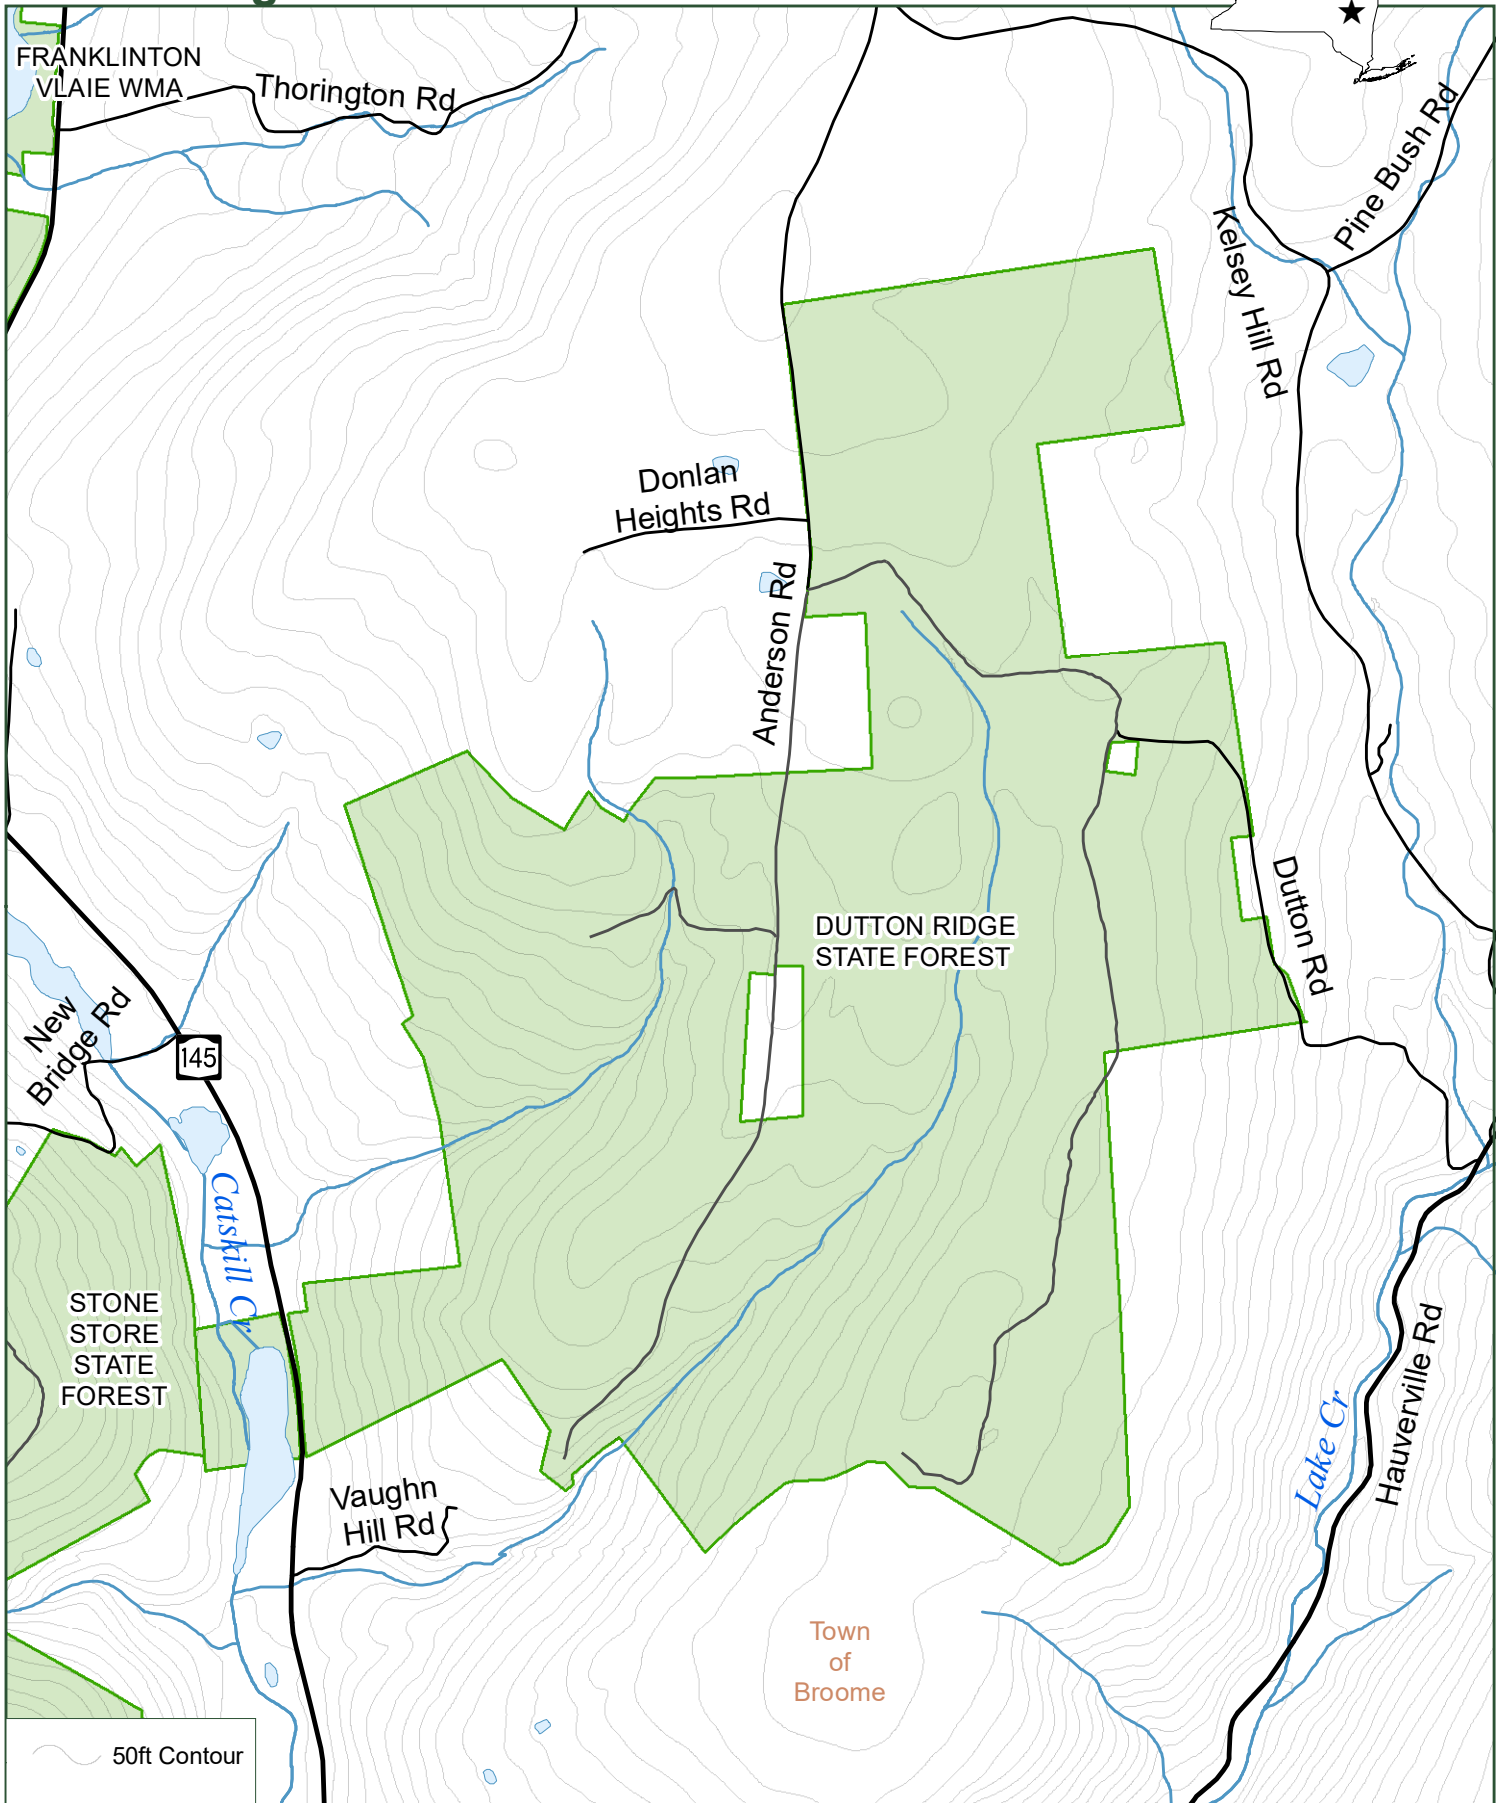 FRANKLINTON
VLAIE WMA
Thorington Rd
Pine Bush Rd
Kelsey Hill Rd
Donlan
Heights Rd
Anderson Rd
DUTTON RIDGE
STATE FOREST
Dutton Rd
New
Bridge Rd
145
Catskill Cr
STONE
STORE
STATE
FOREST
Vaughn
Hill Rd
Lake Cr
Hauverville Rd
Town
of
Broome
50ft Contour